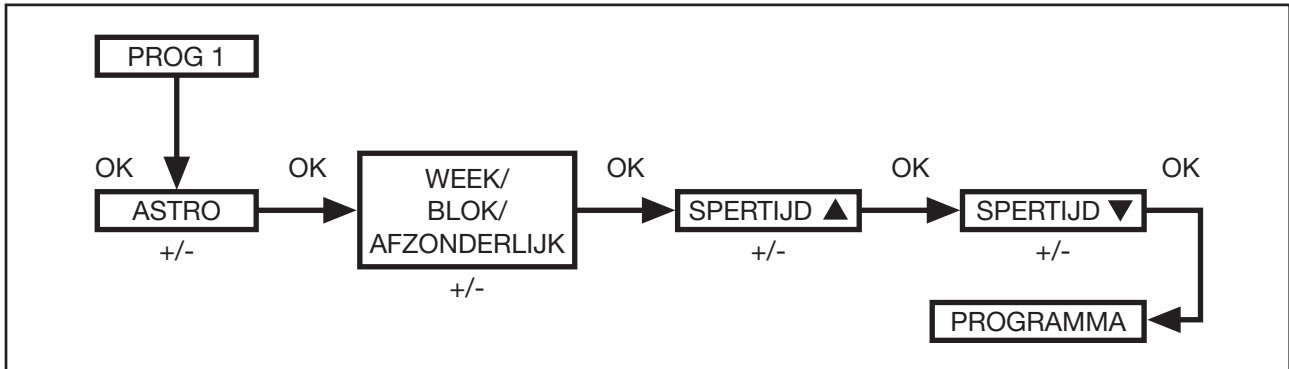 PROG 1
OK
OK
OK
OK
OK
ASTRO
WEEK/
BLOK/
AFZONDERLIJK
SPERTIJD ▲
SPERTIJD ▼
+/-
+/-
+/-
+/-
PROGRAMMA